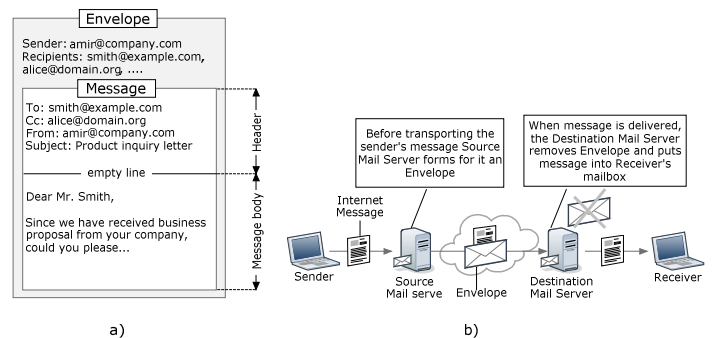 Envelope
Sender: amir@company.com
Recipients: smith@example.com,
alice@domain.org, ....
Message
To: smith@example.com
Cc: alice@domain.org
From: amir@company.com
Subject: Product inquiry letter
empty line
Dear Mr. Smith,
Since we have received business
proposal from your company,
could you please...
Header
Message body
a)
Before transporting the
sender's message Source
Mail Server forms for it an
Envelope
When message is delivered,
the Destination Mail Server
removes Envelope and puts
message into Receiver's
mailbox
Internet
Message
Sender
Source
Mail serve
Envelope
Destination
Mail Server
Receiver
b)